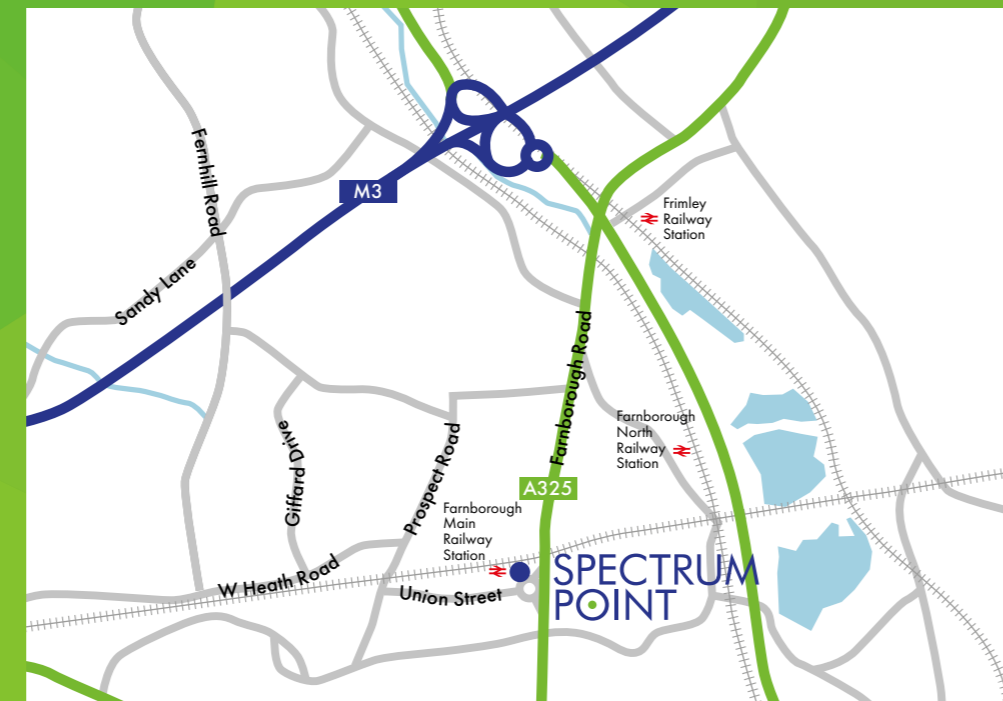 Fernhill Road
M3
Sandy Lane
Frimley
Railway
Station
Farnborough Road
Farnborough
North
Railway
Station
Giffard Drive
Prospect Road
A325
Farnborough
Main
Railway
Station
W Heath Road
Union Street
SPECTRUM
POINT